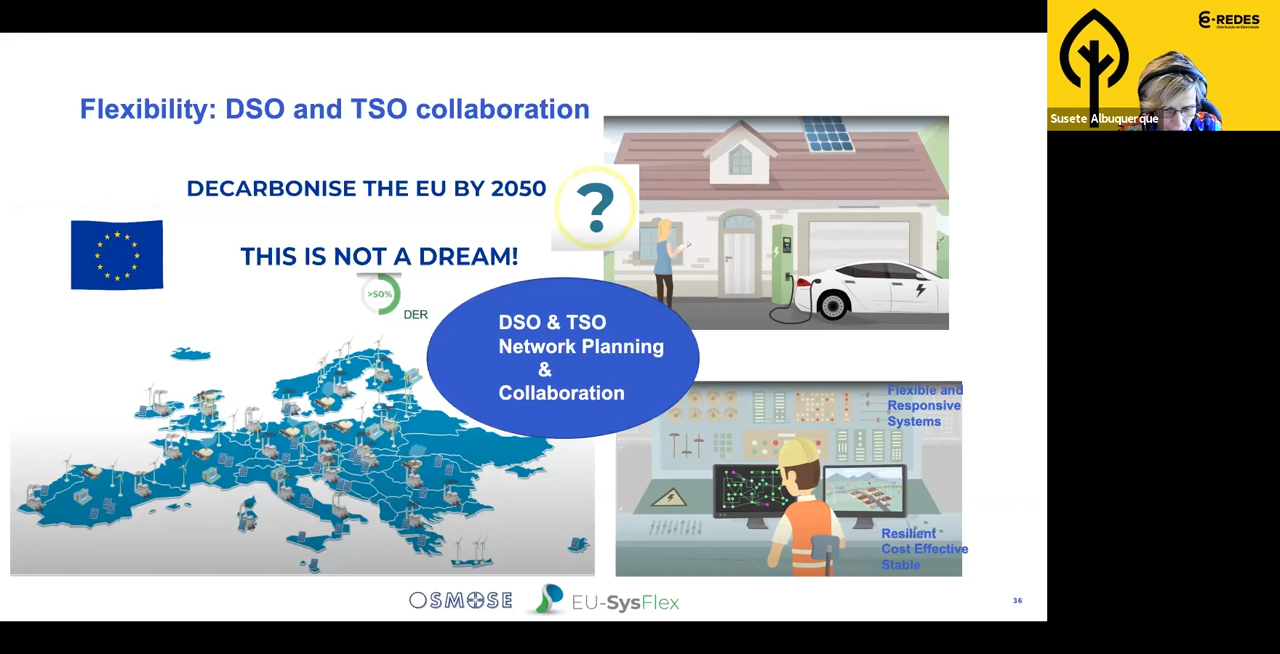 Flexibility: DSO and TSO collaboration
DECARBONISE THE EU BY 2050
?
THIS IS NOT A DREAM!
>50%
DER
DSO & TSO
Network Planning
&
Collaboration
Flexible and
Responsive
Systems
Resilient
Cost Effective
Stable
OSMOSE
EU-SysFlex
36
E-REDES
Susete Albuquerque